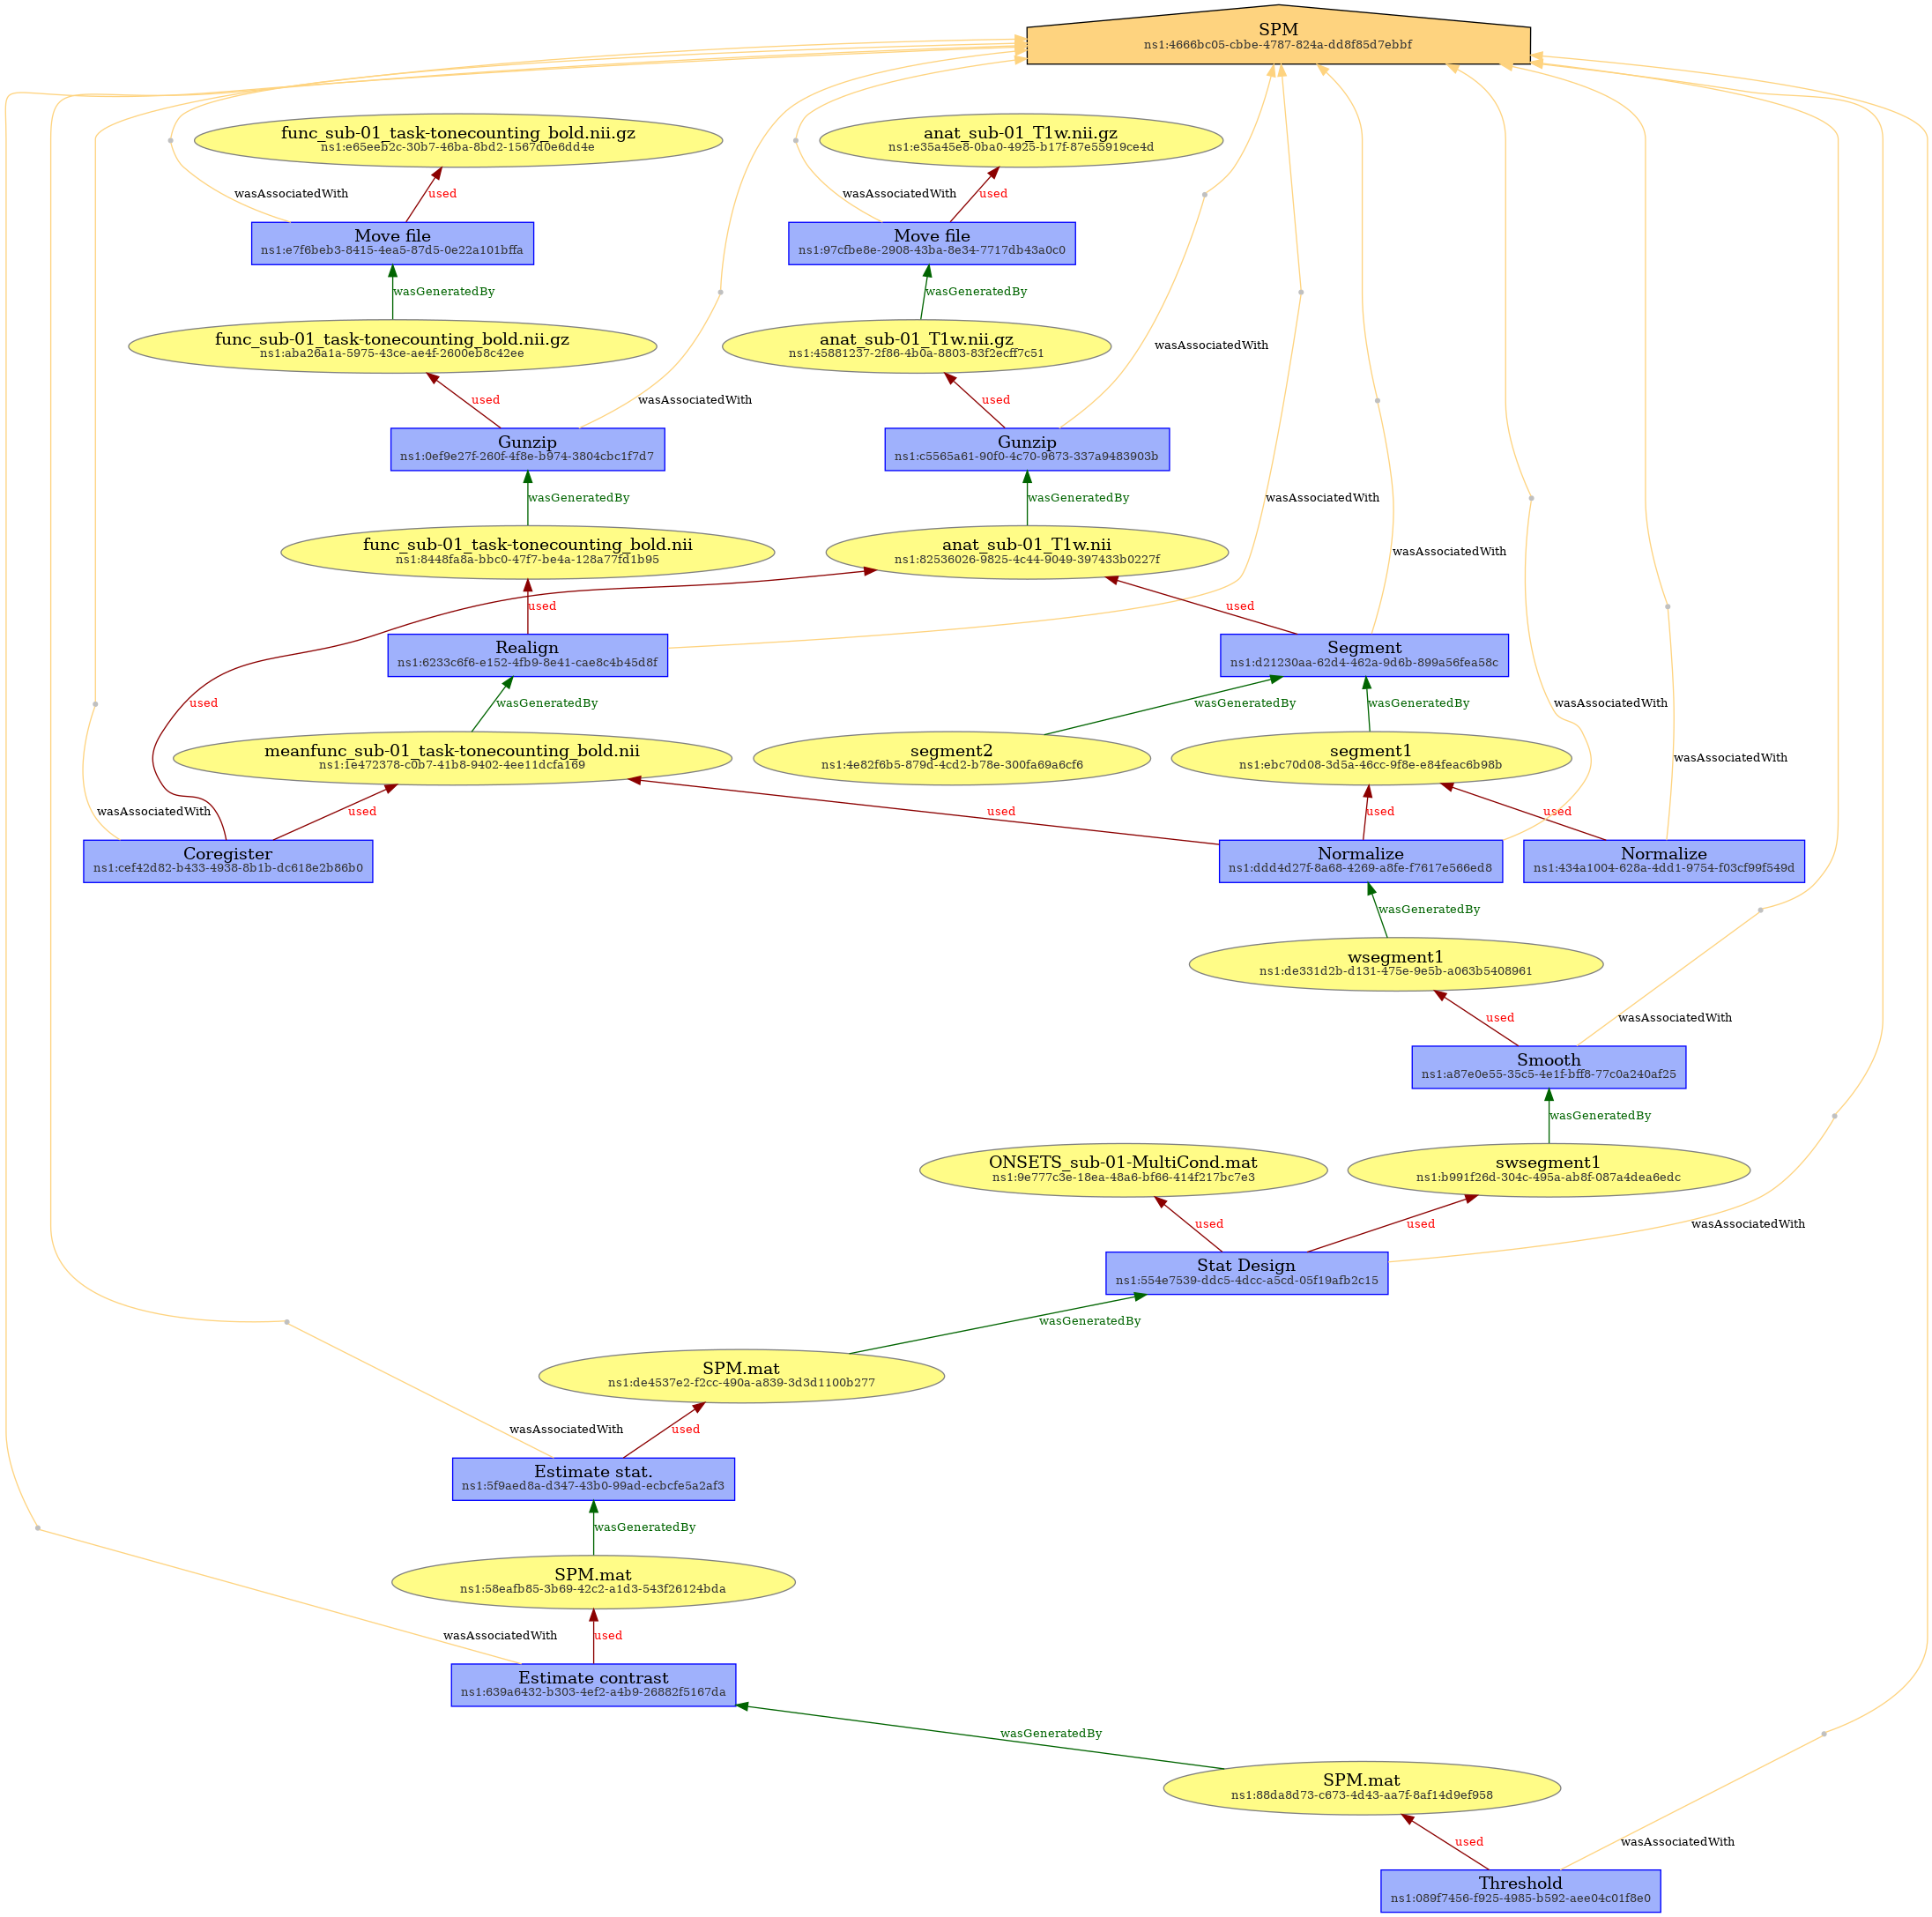 SPM
ns1:4666bc05-cbbe-4787-824a-dd8f85d7ebbf
func_sub-01_task-tonecounting_bold.nii.gz
ns1:e65eeb2c-30b7-46ba-8bd2-1567d0e6dd4e
anat_sub-01_T1w.nii.gz
ns1:e35a45e8-0ba0-4925-b17f-87e55919ce4d
wasAssociatedWith
used
wasAssociatedWith
used
Move file
ns1:e7f6beb3-8415-4ea5-87d5-0e22a101bffa
Move file
ns1:97cfbe8e-2908-43ba-8e34-7717db43a0c0
wasGeneratedBy
wasGeneratedBy
func_sub-01_task-tonecounting_bold.nii.gz
ns1:aba26a1a-5975-43ce-ae4f-2600eb8c42ee
anat_sub-01_T1w.nii.gz
ns1:45881237-2f86-4b0a-8803-83f2ecff7c51
wasAssociatedWith
used
wasAssociatedWith
used
Gunzip
ns1:0ef9e27f-260f-4f8e-b974-3804cbc1f7d7
Gunzip
ns1:c5565a61-90f0-4c70-9673-337a9483903b
wasGeneratedBy
wasGeneratedBy
wasAssociatedWith
func_sub-01_task-tonecounting_bold.nii
ns1:8448fa8a-bbc0-47f7-be4a-128a77fd1b95
anat_sub-01_T1w.nii
ns1:82536026-9825-4c44-9049-397433b0227f
wasAssociatedWith
used
used
Realign
ns1:6233c6f6-e152-4fb9-8e41-cae8c4b45d8f
Segment
ns1:d21230aa-62d4-462a-9d6b-899a56fea58c
used
wasGeneratedBy
wasGeneratedBy
wasGeneratedBy
wasAssociatedWith
meanfunc_sub-01_task-tonecounting_bold.nii
ns1:1e472378-c0b7-41b8-9402-4ee11dcfa169
segment2
ns1:4e82f6b5-879d-4cd2-b78e-300fa69a6cf6
segment1
ns1:ebc70d08-3d5a-46cc-9f8e-e84feac6b98b
wasAssociatedWith
wasAssociatedWith
used
used
used
used
Coregister
ns1:cef42d82-b433-4938-8b1b-dc618e2b86b0
Normalize
ns1:ddd4d27f-8a68-4269-a8fe-f7617e566ed8
Normalize
ns1:434a1004-628a-4dd1-9754-f03cf99f549d
wasGeneratedBy
wsegment1
ns1:de331d2b-d131-475e-9e5b-a063b5408961
used
wasAssociatedWith
Smooth
ns1:a87e0e55-35c5-4e1f-bff8-77c0a240af25
wasGeneratedBy
ONSETS_sub-01-MultiCond.mat
ns1:9e777c3e-18ea-48a6-bf66-414f217bc7e3
swsegment1
ns1:b991f26d-304c-495a-ab8f-087a4dea6edc
used
used
wasAssociatedWith
Stat Design
ns1:554e7539-ddc5-4dcc-a5cd-05f19afb2c15
wasGeneratedBy
SPM.mat
ns1:de4537e2-f2cc-490a-a839-3d3d1100b277
wasAssociatedWith
used
Estimate stat.
ns1:5f9aed8a-d347-43b0-99ad-ecbcfe5a2af3
wasGeneratedBy
SPM.mat
ns1:58eafb85-3b69-42c2-a1d3-543f26124bda
wasAssociatedWith
used
Estimate contrast
ns1:639a6432-b303-4ef2-a4b9-26882f5167da
wasGeneratedBy
SPM.mat
ns1:88da8d73-c673-4d43-aa7f-8af14d9ef958
used
wasAssociatedWith
Threshold
ns1:089f7456-f925-4985-b592-aee04c01f8e0